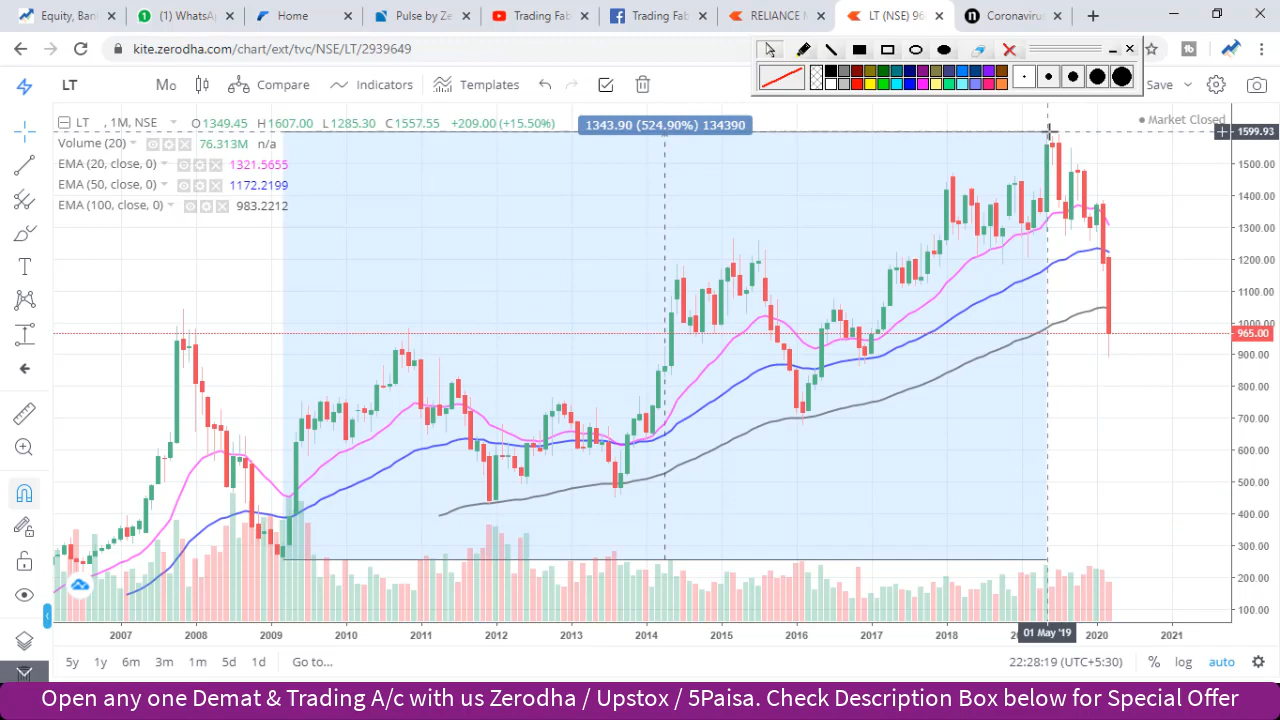 Equity, Ban
(1) WhatsA
Home
Pulse by Ze
Trading Fab
Trading Fab
RELIANCE M
LT (NSE) 96
Coronavirus
kite.zerodha.com/chart/ext/tvc/NSE/LT/2939649
LT
Mo
Compare
Indicators
Templates
Save
LT , 1M, NSE O1349.45 H1607.00 L1285.30 C1557.55 +209.00 (+15.50%)
1343.90 (524.90%) 134390
Market Closed
1599.93
Volume (20) 76.313M n/a
EMA (20, close, 0) 1321.5655
EMA (50, close, 0) 1172.2199
EMA (100, close, 0) 983.2212
1500.00
1400.00
1300.00
1200.00
1100.00
1000.00
965.00
900.00
800.00
700.00
600.00
500.00
400.00
300.00
200.00
100.00
2007 2008 2009 2010 2011 2012 2013 2014 2015 2016 2017 2018 01 May '19 2020 2021
5y 1y 6m 3m 1m 5d 1d Go to... 22:28:19 (UTC+5:30) % log auto
Open any one Demat & Trading A/c with us Zerodha / Upstox / 5Paisa. Check Description Box below for Special Offer